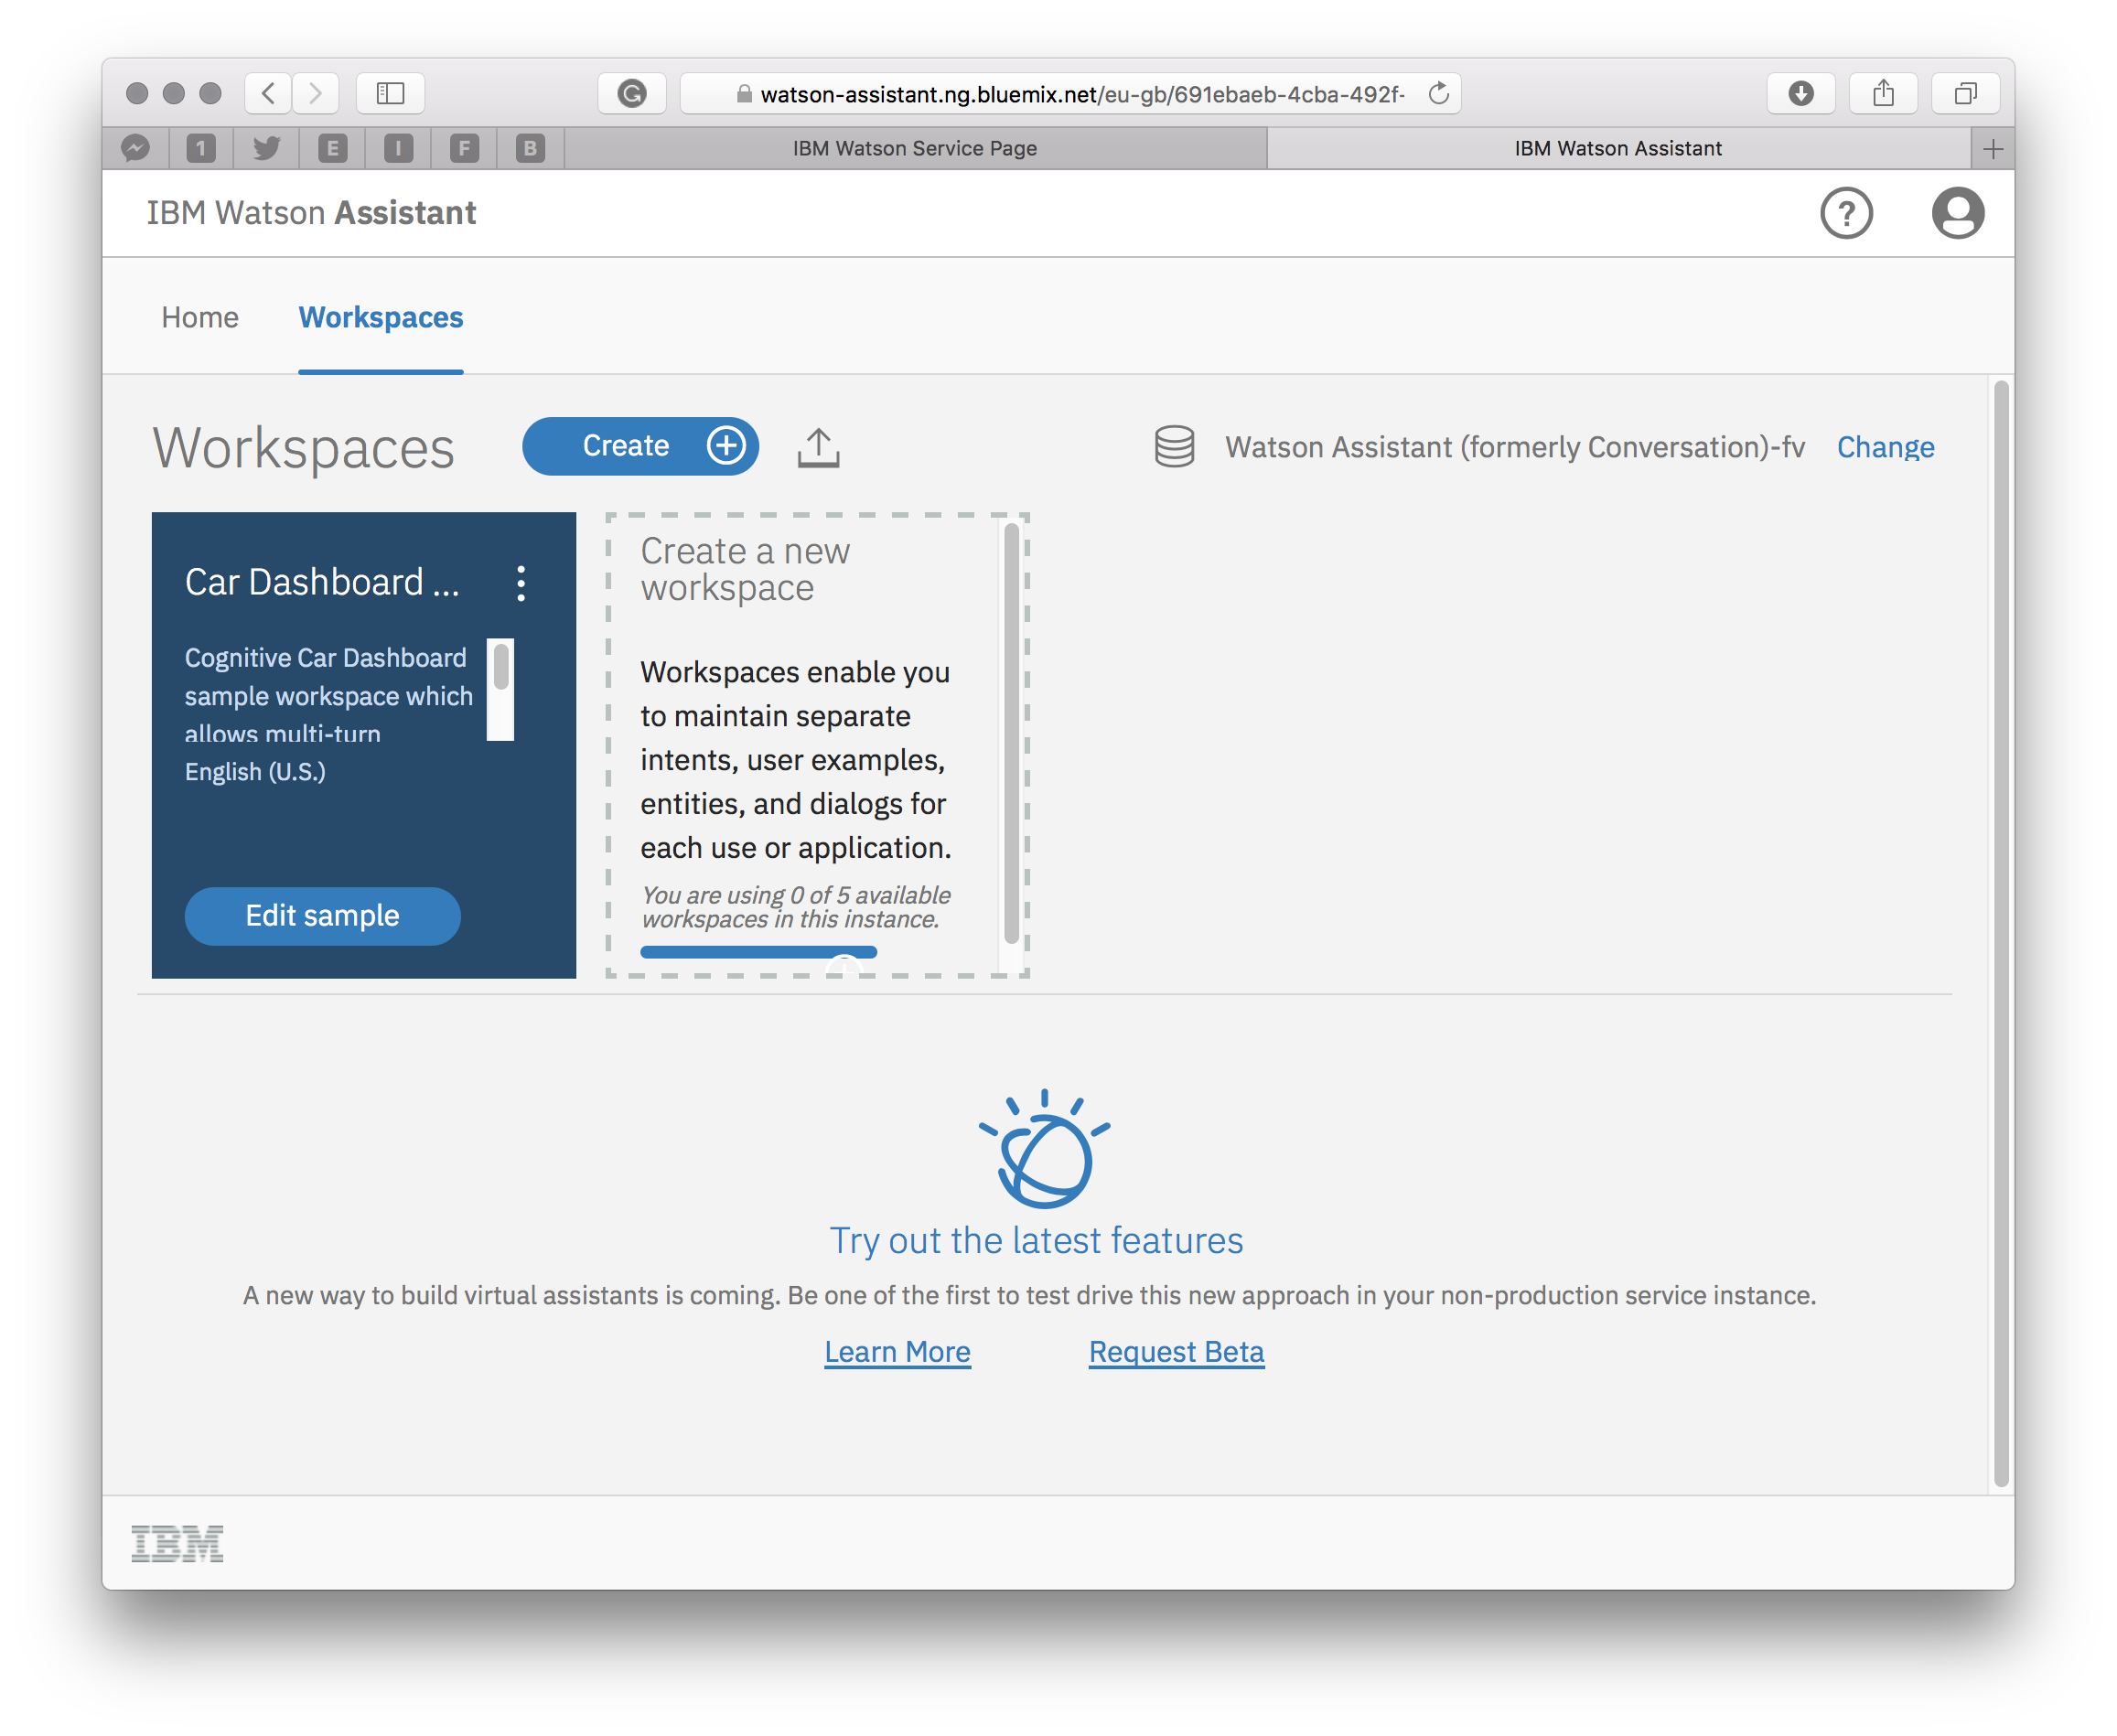 watson-assistant.ng.bluemix.net/eu-gb/691ebaeb-4cba-492f-
1
E
I
F
B
IBM Watson Service Page
IBM Watson Assistant
IBM Watson Assistant
?
Home
Workspaces
Workspaces
Create
Watson Assistant (formerly Conversation)-fv
Change
Car Dashboard ...
Cognitive Car Dashboard
sample workspace which
allows multi-turn
English (U.S.)
Edit sample
Create a new
workspace
Workspaces enable you
to maintain separate
intents, user examples,
entities, and dialogs for
each use or application.
You are using 0 of 5 available
workspaces in this instance.
Try out the latest features
A new way to build virtual assistants is coming. Be one of the first to test drive this new approach in your non-production service instance.
Learn More
Request Beta
IBM